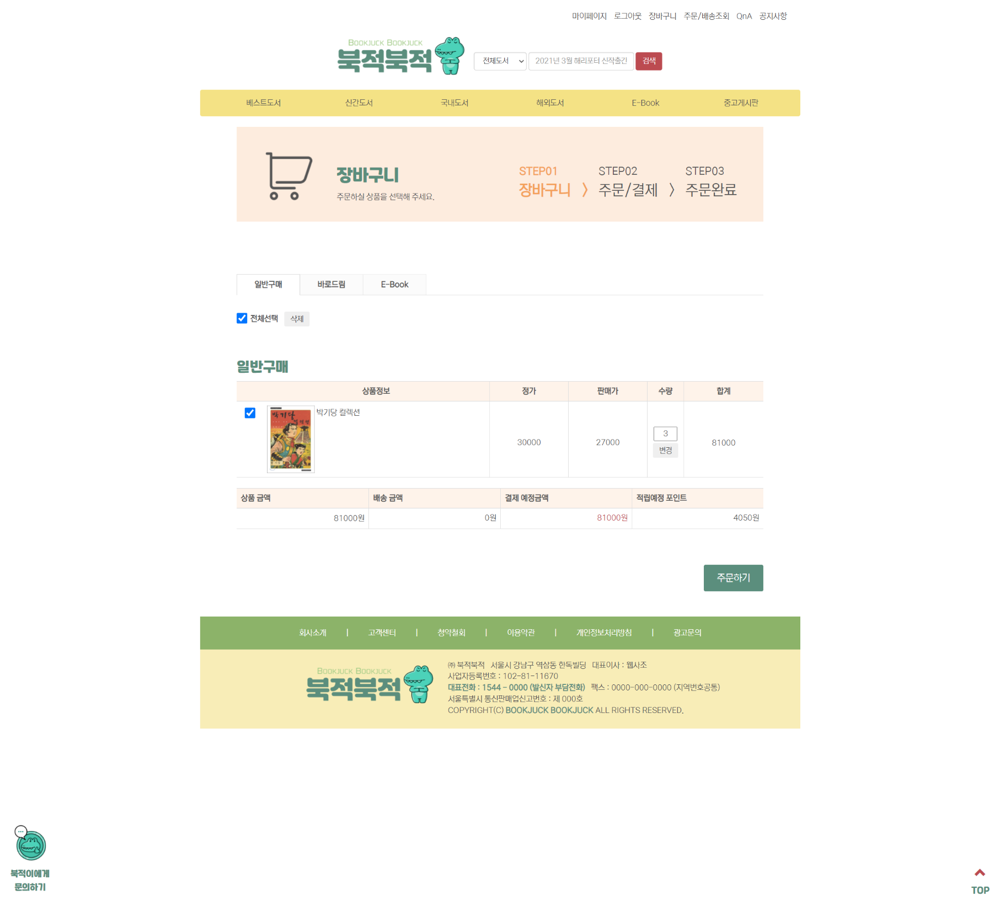 마이페이지 로그아웃 장바구니 주문/배송조회 QnA 공지사항
BOOKJUCK BOOKJUCK
북적북적
전체도서 2021년 3월 해리포터 신작출간 검색
베스트도서 신간도서 국내도서 해외도서 E-Book 중고게시판
장바구니
주문하실 상품을 선택해 주세요.
STEP01 STEP02 STEP03
장바구니 > 주문/결제 > 주문완료
일반구매 바로드림 E-Book
전체선택 삭제
일반구매
상품정보 정가 판매가 수량 합계
박기당 컬렉션
박기당 컬렉션 30000 27000 3 81000
변경
상품 금액 배송 금액 결제 예정금액 적립예정 포인트
81000원 0원 81000원 4050원
주문하기
회사소개 | 고객센터 | 청약철회 | 이용약관 | 개인정보처리방침 | 광고문의
BOOKJUCK BOOKJUCK
북적북적
㈜ 북적북적 서울시 강남구 역삼동 한독빌딩 대표이사 : 웹사조
사업자등록번호 : 102-81-11670
대표전화 : 1544 - 0000 (발신자 부담전화) 팩스 : 0000-000-0000 (지역번호공통)
서울특별시 통신판매업신고번호 : 제 000호
COPYRIGHT(C) BOOKJUCK BOOKJUCK ALL RIGHTS RESERVED.
북적이에게
문의하기
TOP